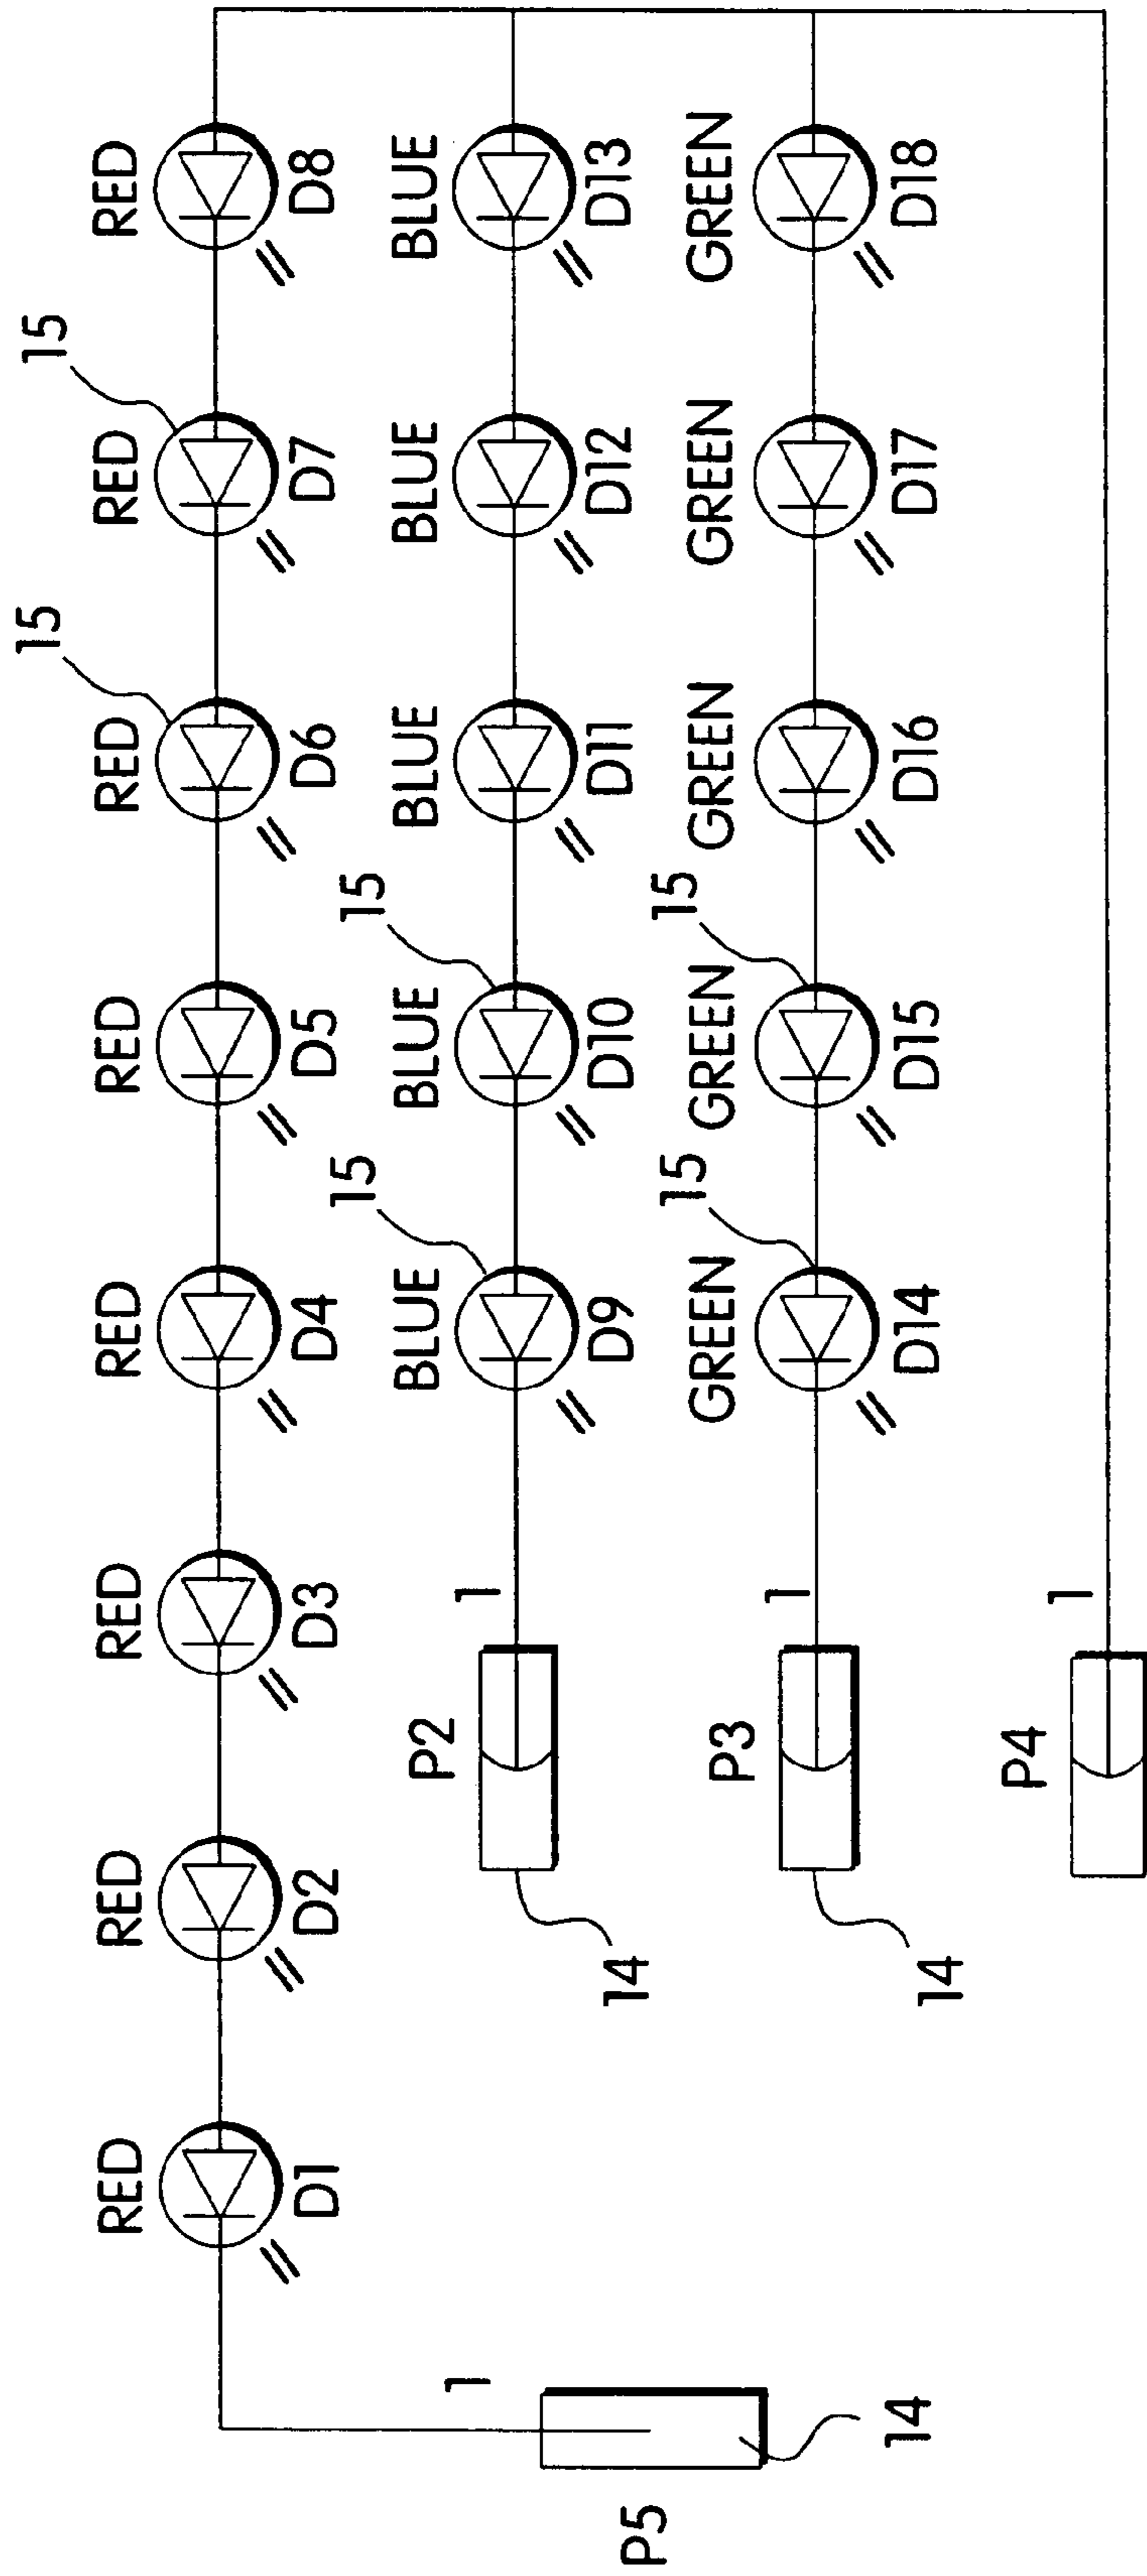 15
15
RED RED RED RED RED RED RED RED
D1 D2 D3 D4 D5 D6 D7 D8
15
15
BLUE BLUE BLUE BLUE BLUE
P2
1
D9 D10 D11 D12 D13
1
15
15
GREEN GREEN GREEN GREEN GREEN
14
P3
1
D14 D15 D16 D17 D18
P5
14
14
P4
1